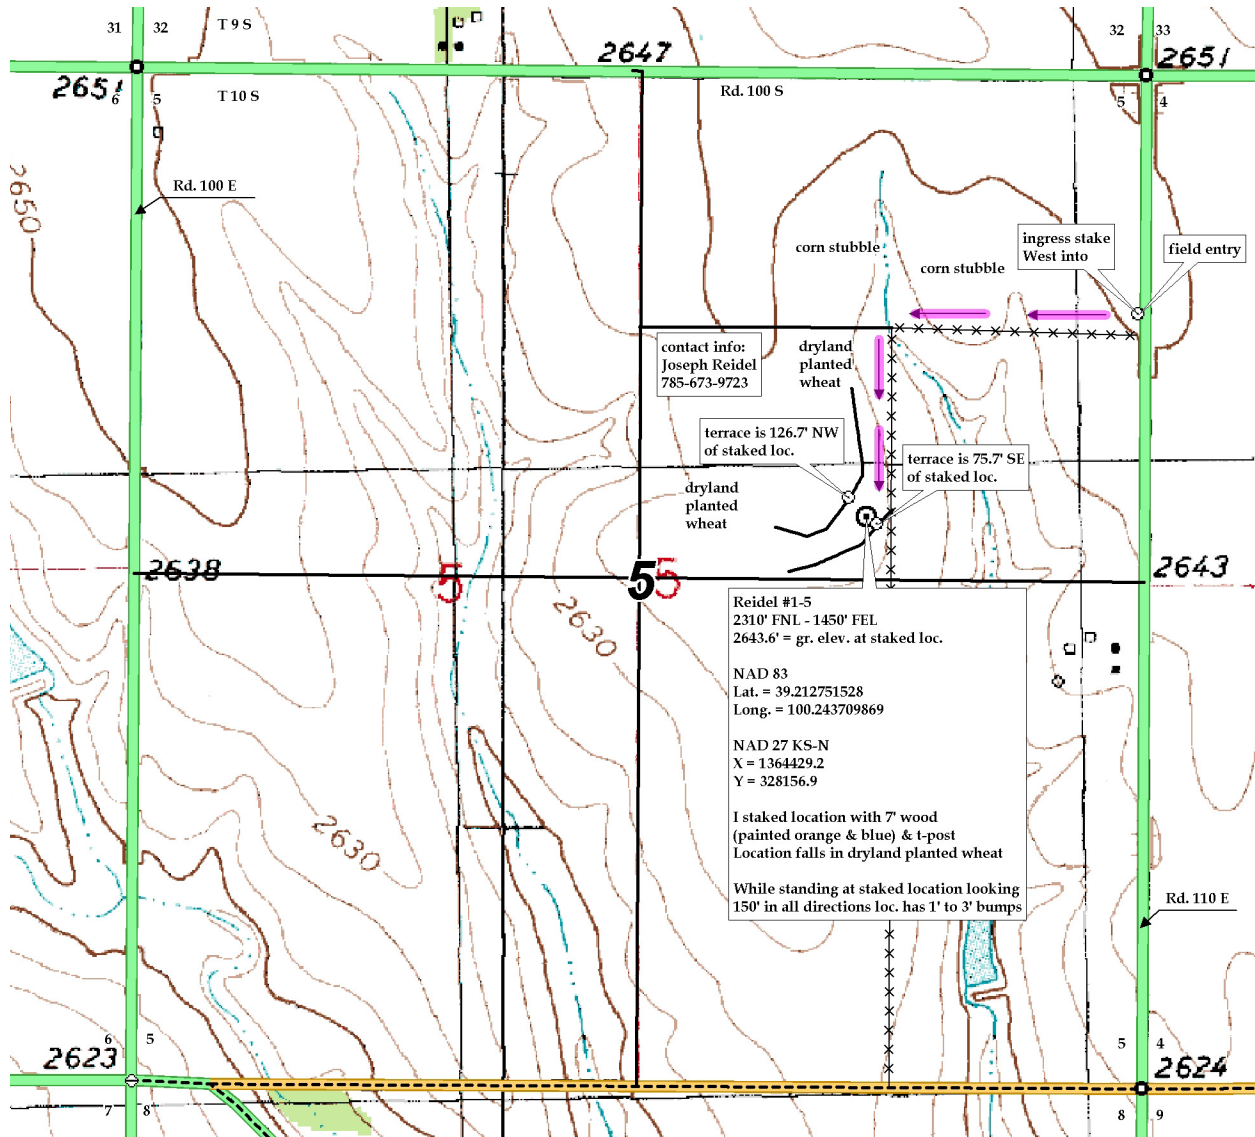 31 32 T 9 S
32 33
2647
2651
2651
6 5
T 10 S
Rd. 100 S
5 4
Rd. 100 E
2650
ingress stake
West into
field entry
corn stubble
corn stubble
contact info:
Joseph Reidel
785-673-9723
dryland
planted
wheat
terrace is 126.7' NW
of staked loc.
terrace is 75.7' SE
of staked loc.
dryland
planted
wheat
2638
5
5
5
2643
2630
Reidel #1-5
2310' FNL - 1450' FEL
2643.6' = gr. elev. at staked loc.
NAD 83
Lat. = 39.212751528
Long. = 100.243709869
NAD 27 KS-N
X = 1364429.2
Y = 328156.9
I staked location with 7' wood
(painted orange & blue) & t-post
Location falls in dryland planted wheat
While standing at staked location looking
150' in all directions loc. has 1' to 3' bumps
2630
Rd. 110 E
6 5
5 4
2623
2624
7 8
8 9